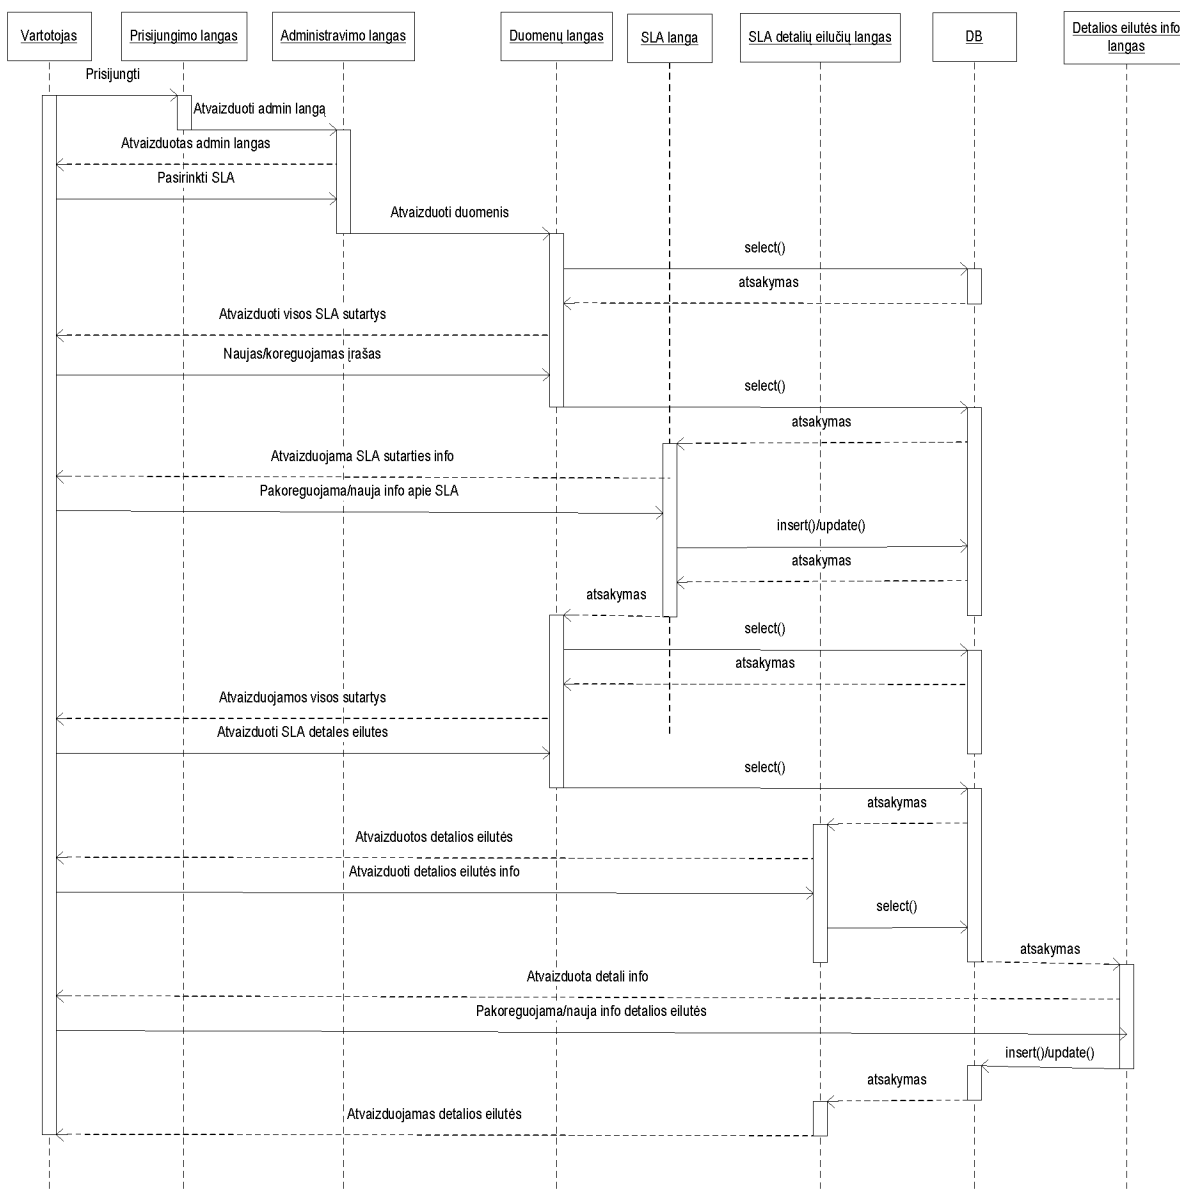 Vartotojas
Prisijungimo langas
Administravimo langas
Duomenų langas
SLA langa
SLA detalių eilučių langas
DB
Detalios eilutės info
langas
Prisijungti
Atvaizduoti admin langą
Atvaizduotas admin langas
Pasirinkti SLA
Atvaizduoti duomenis
select()
atsakymas
Atvaizduoti visos SLA sutartys
Naujas/koreguojamas įrašas
select()
atsakymas
Atvaizduojama SLA sutarties info
Pakoreguojama/nauja info apie SLA
insert()/update()
atsakymas
atsakymas
select()
atsakymas
Atvaizduojamos visos sutartys
Atvaizduoti SLA detales eilutes
select()
atsakymas
Atvaizduotos detalios eilutės
Atvaizduoti detalios eilutės info
select()
atsakymas
Atvaizduota detali info
Pakoreguojama/nauja info detalios eilutės
insert()/update()
atsakymas
Atvaizduojamas detalios eilutės